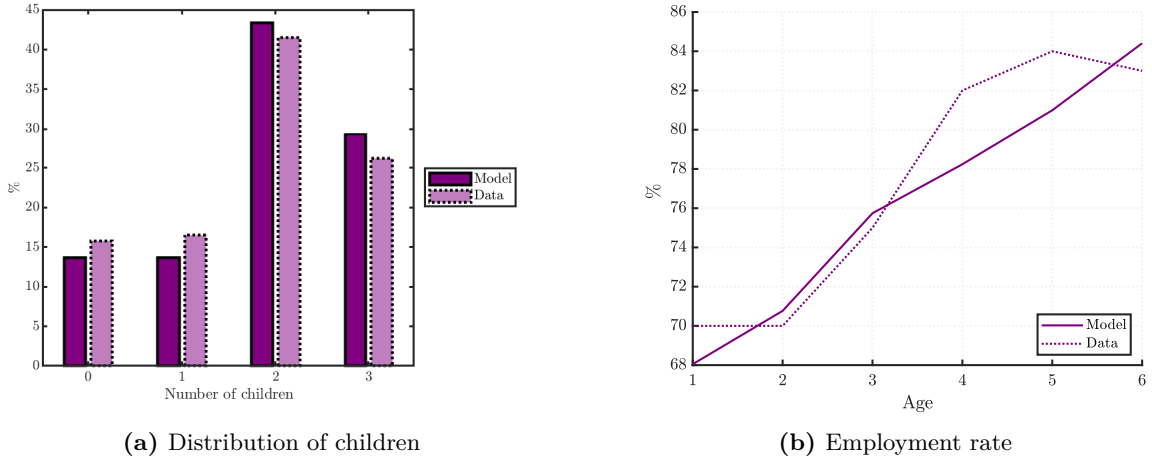 45
40
35
30
25
20
15
10
5
0
%
0 1 2 3
Number of children
Model
Data
(a) Distribution of children
86
84
82
80
78
76
74
72
70
68
%
1 2 3 4 5 6
Age
Model
Data
(b) Employment rate